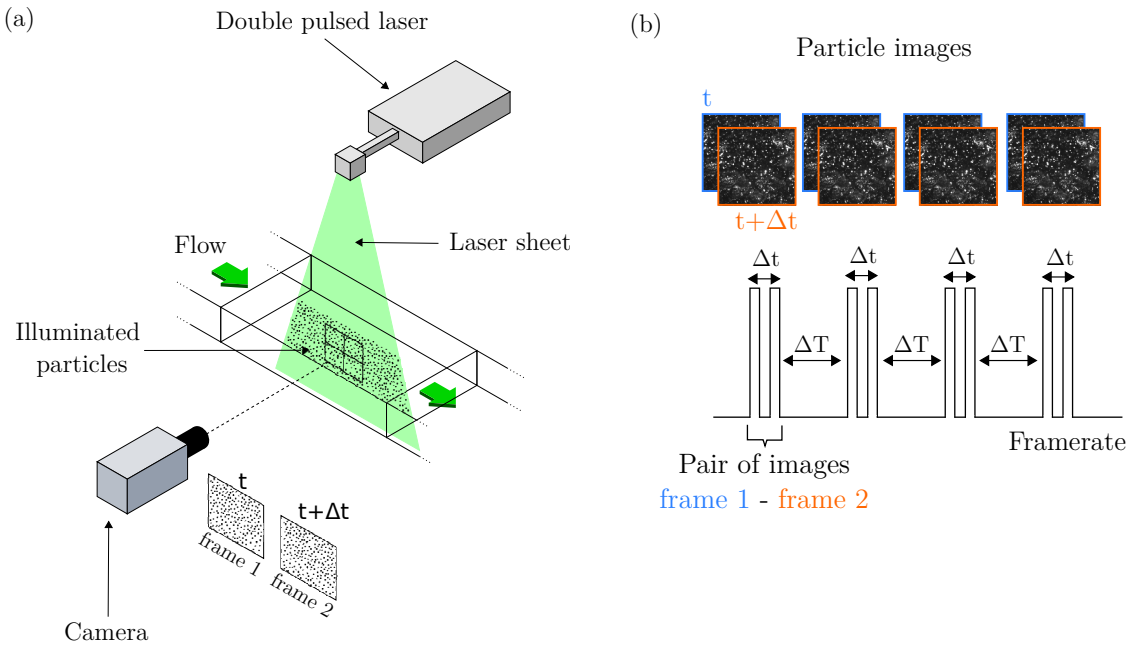 (a)
Double pulsed laser
Laser sheet
Flow
Illuminated
particles
t
t+Δt
frame 1
frame 2
Camera
(b)
Particle images
t
t+Δt
Δt Δt Δt Δt
ΔT ΔT ΔT
Framerate
Pair of images
frame 1 - frame 2